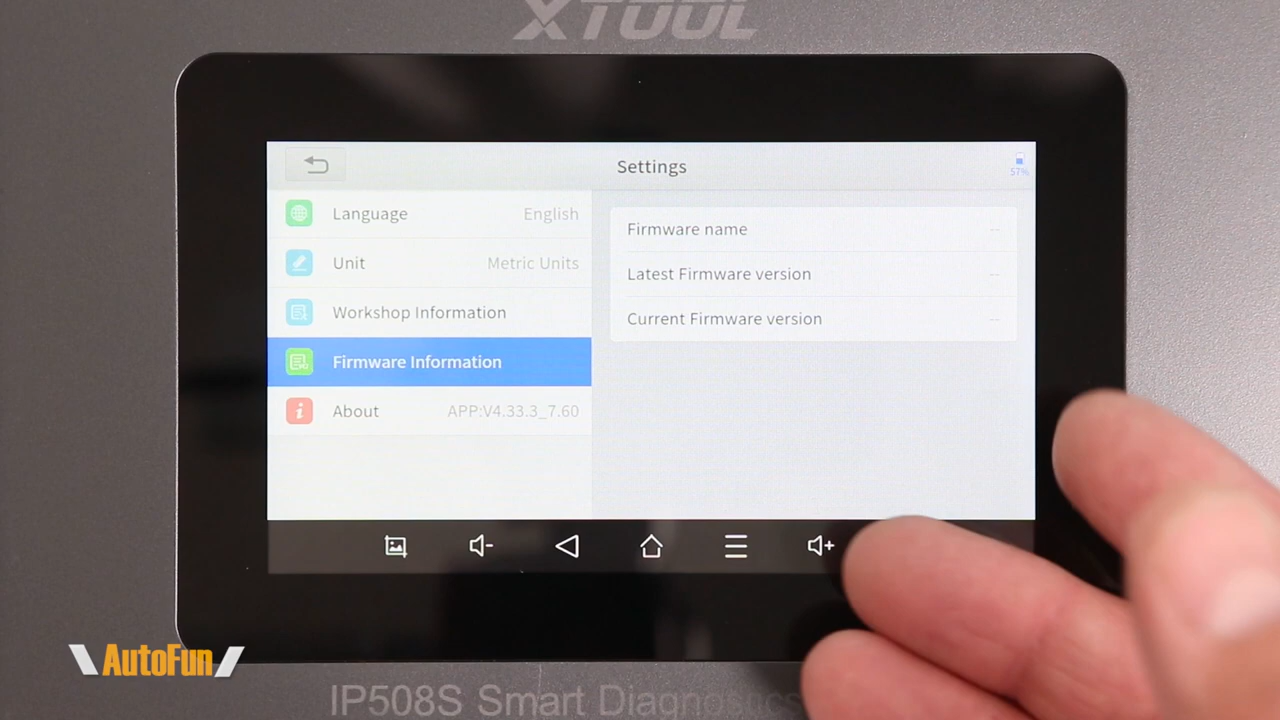 XTOOL
Settings
57%
Language English
Unit Metric Units
Workshop Information
Firmware Information
About APP:V4.33.3_7.60
Firmware name --
Latest Firmware version --
Current Firmware version --
AutoFun
IP508S Smart Diagnostics